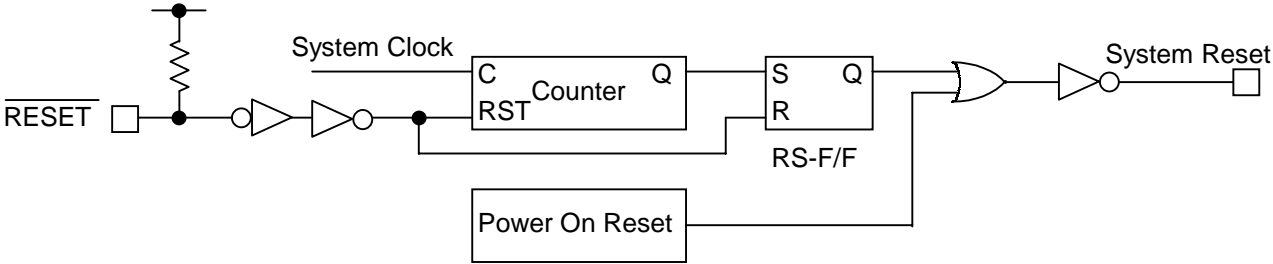 System Clock
C
Q
RST
Counter
S
Q
R
RS-F/F
System Reset
RESET
Power On Reset